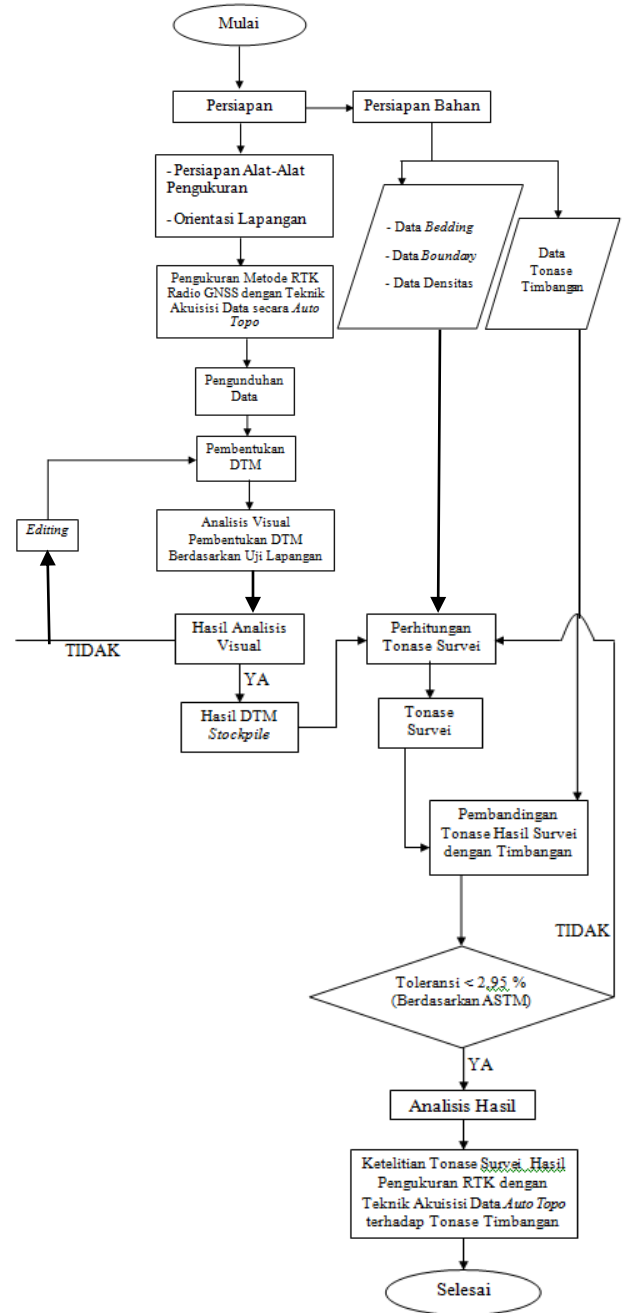 Mulai
Persiapan
Persiapan Bahan
- Persiapan Alat-Alat
Pengukuran
- Orientasi Lapangan
- Data Bedding
- Data Boundary
- Data Densitas
Data
Tonase
Timbangan
Pengukuran Metode RTK
Radio GNSS dengan Teknik
Akuisisi Data secara Auto
Topo
Pengunduhan
Data
Pembentukan
DTM
Editing
Analisis Visual
Pembentukan DTM
Berdasarkan Uji Lapangan
Hasil Analisis
Visual
TIDAK
YA
Hasil DTM
Stockpile
Perhitungan
Tonase Survei
Tonase
Survei
Pembandingan
Tonase Hasil Survei
dengan Timbangan
TIDAK
Toleransi < 2,95 %
(Berdasarkan ASTM)
YA
Analisis Hasil
Ketelitian Tonase Survei Hasil
Pengukuran RTK dengan
Teknik Akuisisi Data Auto Topo
terhadap Tonase Timbangan
Selesai